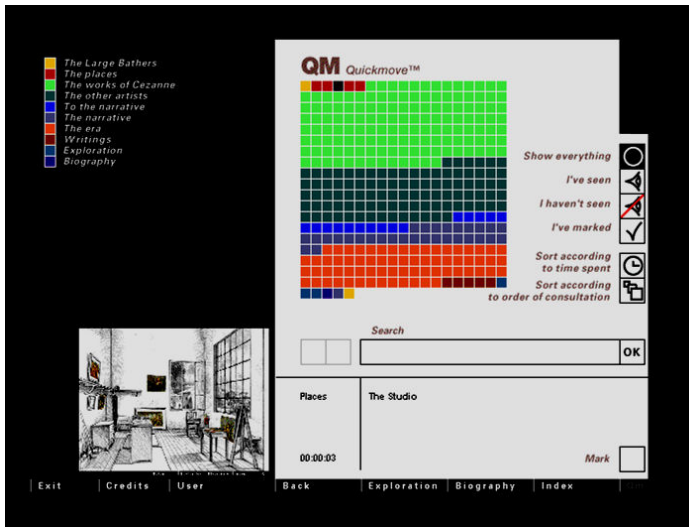 The Large Bathers
The places
The works of Cezanne
The other artists
To the narrative
The narrative
The era
Writings
Exploration
Biography
QM Quickmove™
Show everything
I've seen
I haven't seen
I've marked
Sort according
to time spent
Sort according
to order of consultation
Search
OK
Places
The Studio
00:00:03
Mark
Exit
Credits
User
Back
Exploration
Biography
Index